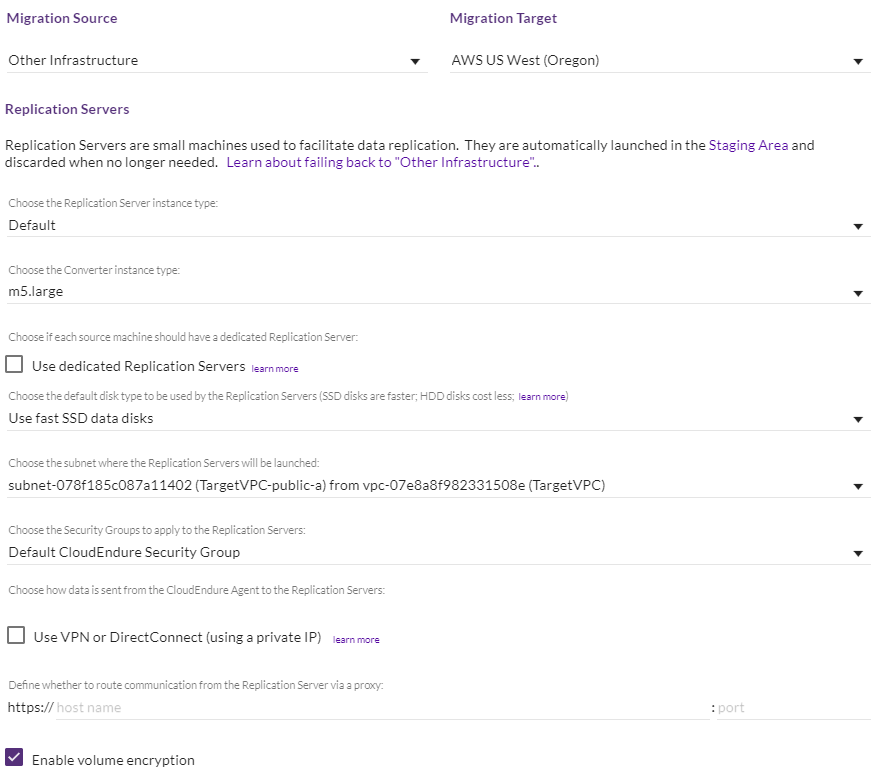 Migration Source
Migration Target
Other Infrastructure
AWS US West (Oregon)
Replication Servers
Replication Servers are small machines used to facilitate data replication. They are automatically launched in the Staging Area and
discarded when no longer needed. Learn about failing back to "Other Infrastructure"..
Choose the Replication Server instance type:
Default
Choose the Converter instance type:
m5.large
Choose if each source machine should have a dedicated Replication Server:
Use dedicated Replication Servers learn more
Choose the default disk type to be used by the Replication Servers (SSD disks are faster; HDD disks cost less; learn more)
Use fast SSD data disks
Choose the subnet where the Replication Servers will be launched:
subnet-078f185c087a11402 (TargetVPC-public-a) from vpc-07e8a8f982331508e (TargetVPC)
Choose the Security Groups to apply to the Replication Servers:
Default CloudEndure Security Group
Choose how data is sent from the CloudEndure Agent to the Replication Servers:
Use VPN or DirectConnect (using a private IP) learn more
Define whether to route communication from the Replication Server via a proxy:
https:// host name : port
Enable volume encryption